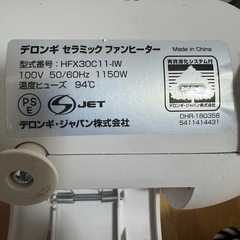 デロンギ セラミック ファンヒーター
Made in China
型式番号：HFX30C11-IW
100V 50/60Hz 1150W
温度ヒューズ 94℃
PS
E
S JET
デロンギ・ジャパン株式会社
DHR-180356
5411414431